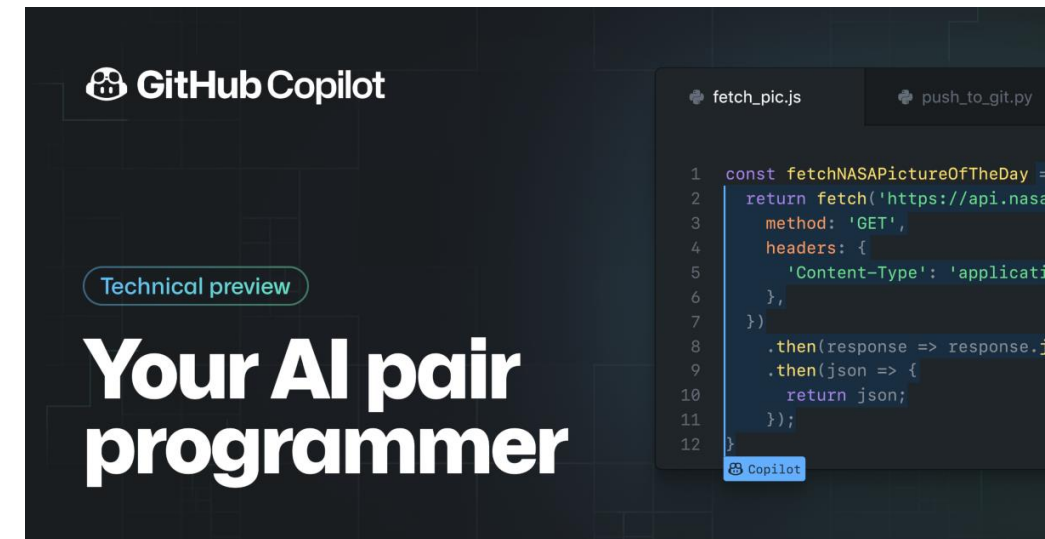 GitHub Copilot
Technical preview
Your AI pair
programmer
fetch_pic.js push_to_git.py
1 const fetchNASAPictureOfTheDay =
2 return fetch('https://api.nasa
3 method: 'GET',
4 headers: {
5 'Content-Type': 'applicati
6 },
7 })
8 .then(response => response.j
9 .then(json => {
10 return json;
11 });
12 }
Copilot